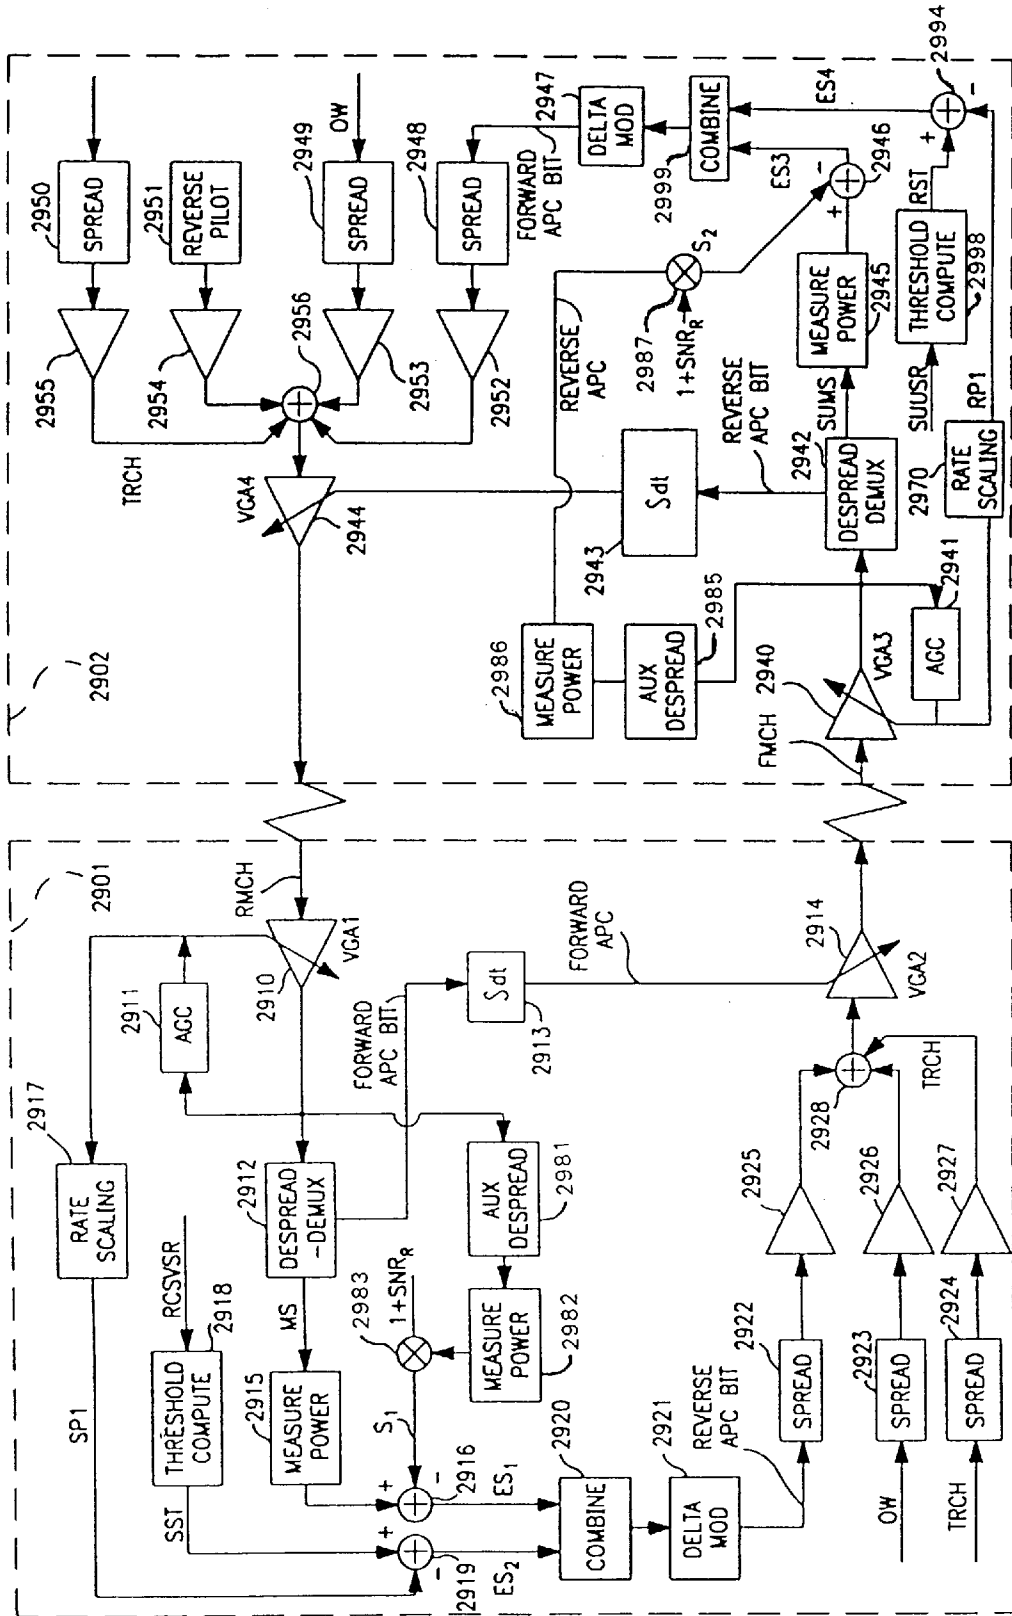 2901
2917
RATE
SCALING
SP1
2911
AGC
RMCH
2910
VGA1
RCSVSR
2918
THRESHOLD
COMPUTE
SST
2912
DESPREAD
-DEMUX
MS
2915
MEASURE
POWER
FORWARD
APC BIT
Sdt
2913
FORWARD
APC
2981
AUX
DESPREAD
2983
1+SNRR
2982
MEASURE
POWER
S1
+
-
2916
ES1
+
-
2919
ES2
2920
COMBINE
2921
DELTA
MOD
REVERSE
APC BIT
2922
SPREAD
2925
OW
2923
SPREAD
2926
TRCH
2924
SPREAD
2927
TRCH
2928
2914
VGA2
2902
2950
SPREAD
2955
2951
REVERSE
PILOT
2954
OW
2949
SPREAD
2953
2948
SPREAD
2952
TRCH
2956
VGA4
2944
FORWARD
APC BIT
2947
DELTA
MOD
2999
COMBINE
ES3
ES4
2994
+
-
2946
+
-
S2
2987
1+SNRR
REVERSE
APC
Sdt
2943
REVERSE
APC BIT
2986
MEASURE
POWER
2985
AUX
DESPREAD
FMCH
2940
VGA3
2941
AGC
2942
DESPREAD
DEMUX
SUMS
MEASURE
POWER
2945
SUUSR
THRESHOLD
COMPUTE
2998
RST
2970
RATE
SCALING
RP1